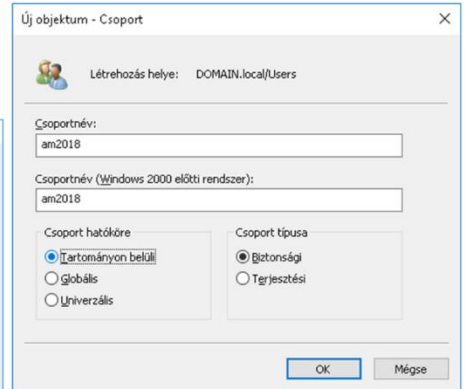 Új objektum - Csoport
Létrehozás helye: DOMAIN.local/Users
Csoportnév:
am2018
Csoportnév (Windows 2000 előtti rendszer):
am2018
Csoport hatóköre
Tartományon belüli
Globális
Univerzális
Csoport típusa
Biztonsági
Terjesztési
OK Mégse